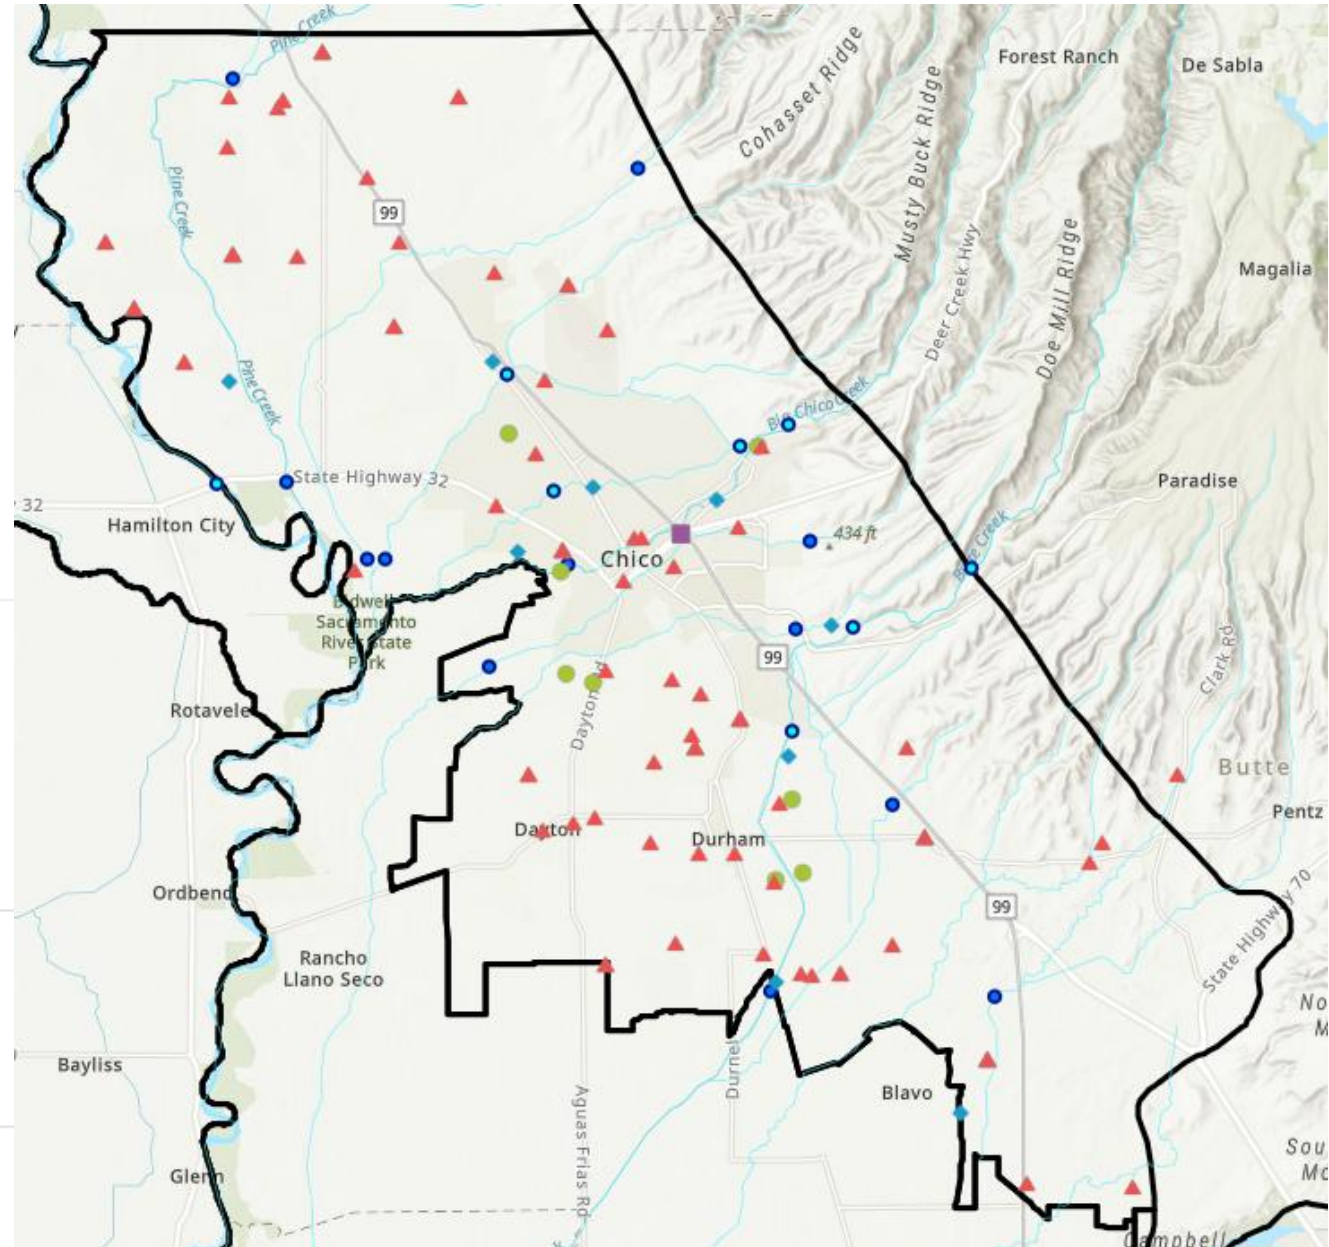 Pine Creek
Forest Ranch
De Sabla
Cohasset Ridge
Musty Buck Ridge
Pine Creek
99
Deer Creek Hwy
Doe Mill Ridge
Magalia
Pine Creek
Big Chico Creek
State Highway 32
32
Hamilton City
Paradise
434 ft
Chico
Butte Creek
Bidwell
Sacramento
River State
Park
99
Clark Rd
Rotavele
Dayton Rd
Butte
Pentz
Dayton
Durham
Ordbend
99
State Highway 70
Rancho
Llano Seco
No
M
Bayliss
Durnel
Blavo
Aguas Frias Rd
Glenn
Sou
Mo
Campbell